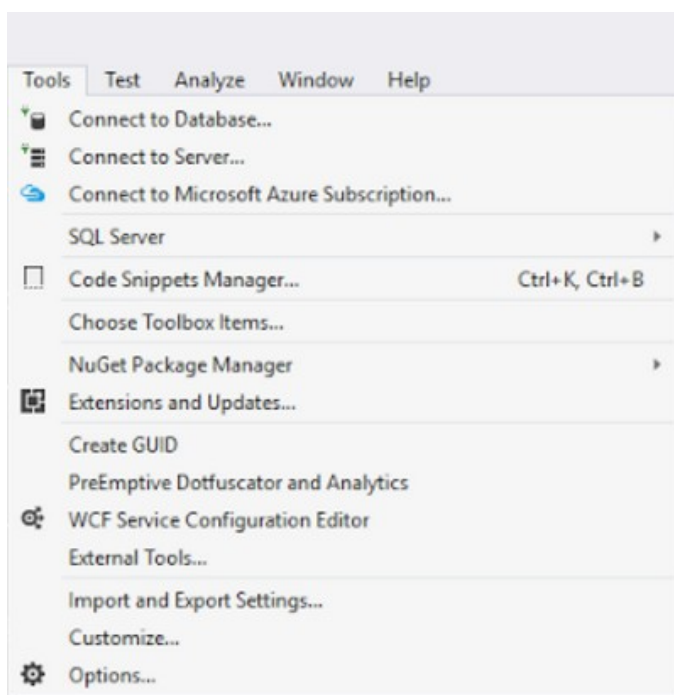 Tools Test Analyze Window Help
Connect to Database...
Connect to Server...
Connect to Microsoft Azure Subscription...
SQL Server
Code Snippets Manager... Ctrl+K, Ctrl+B
Choose Toolbox Items...
NuGet Package Manager
Extensions and Updates...
Create GUID
PreEmptive Dotfuscator and Analytics
WCF Service Configuration Editor
External Tools...
Import and Export Settings...
Customize...
Options...